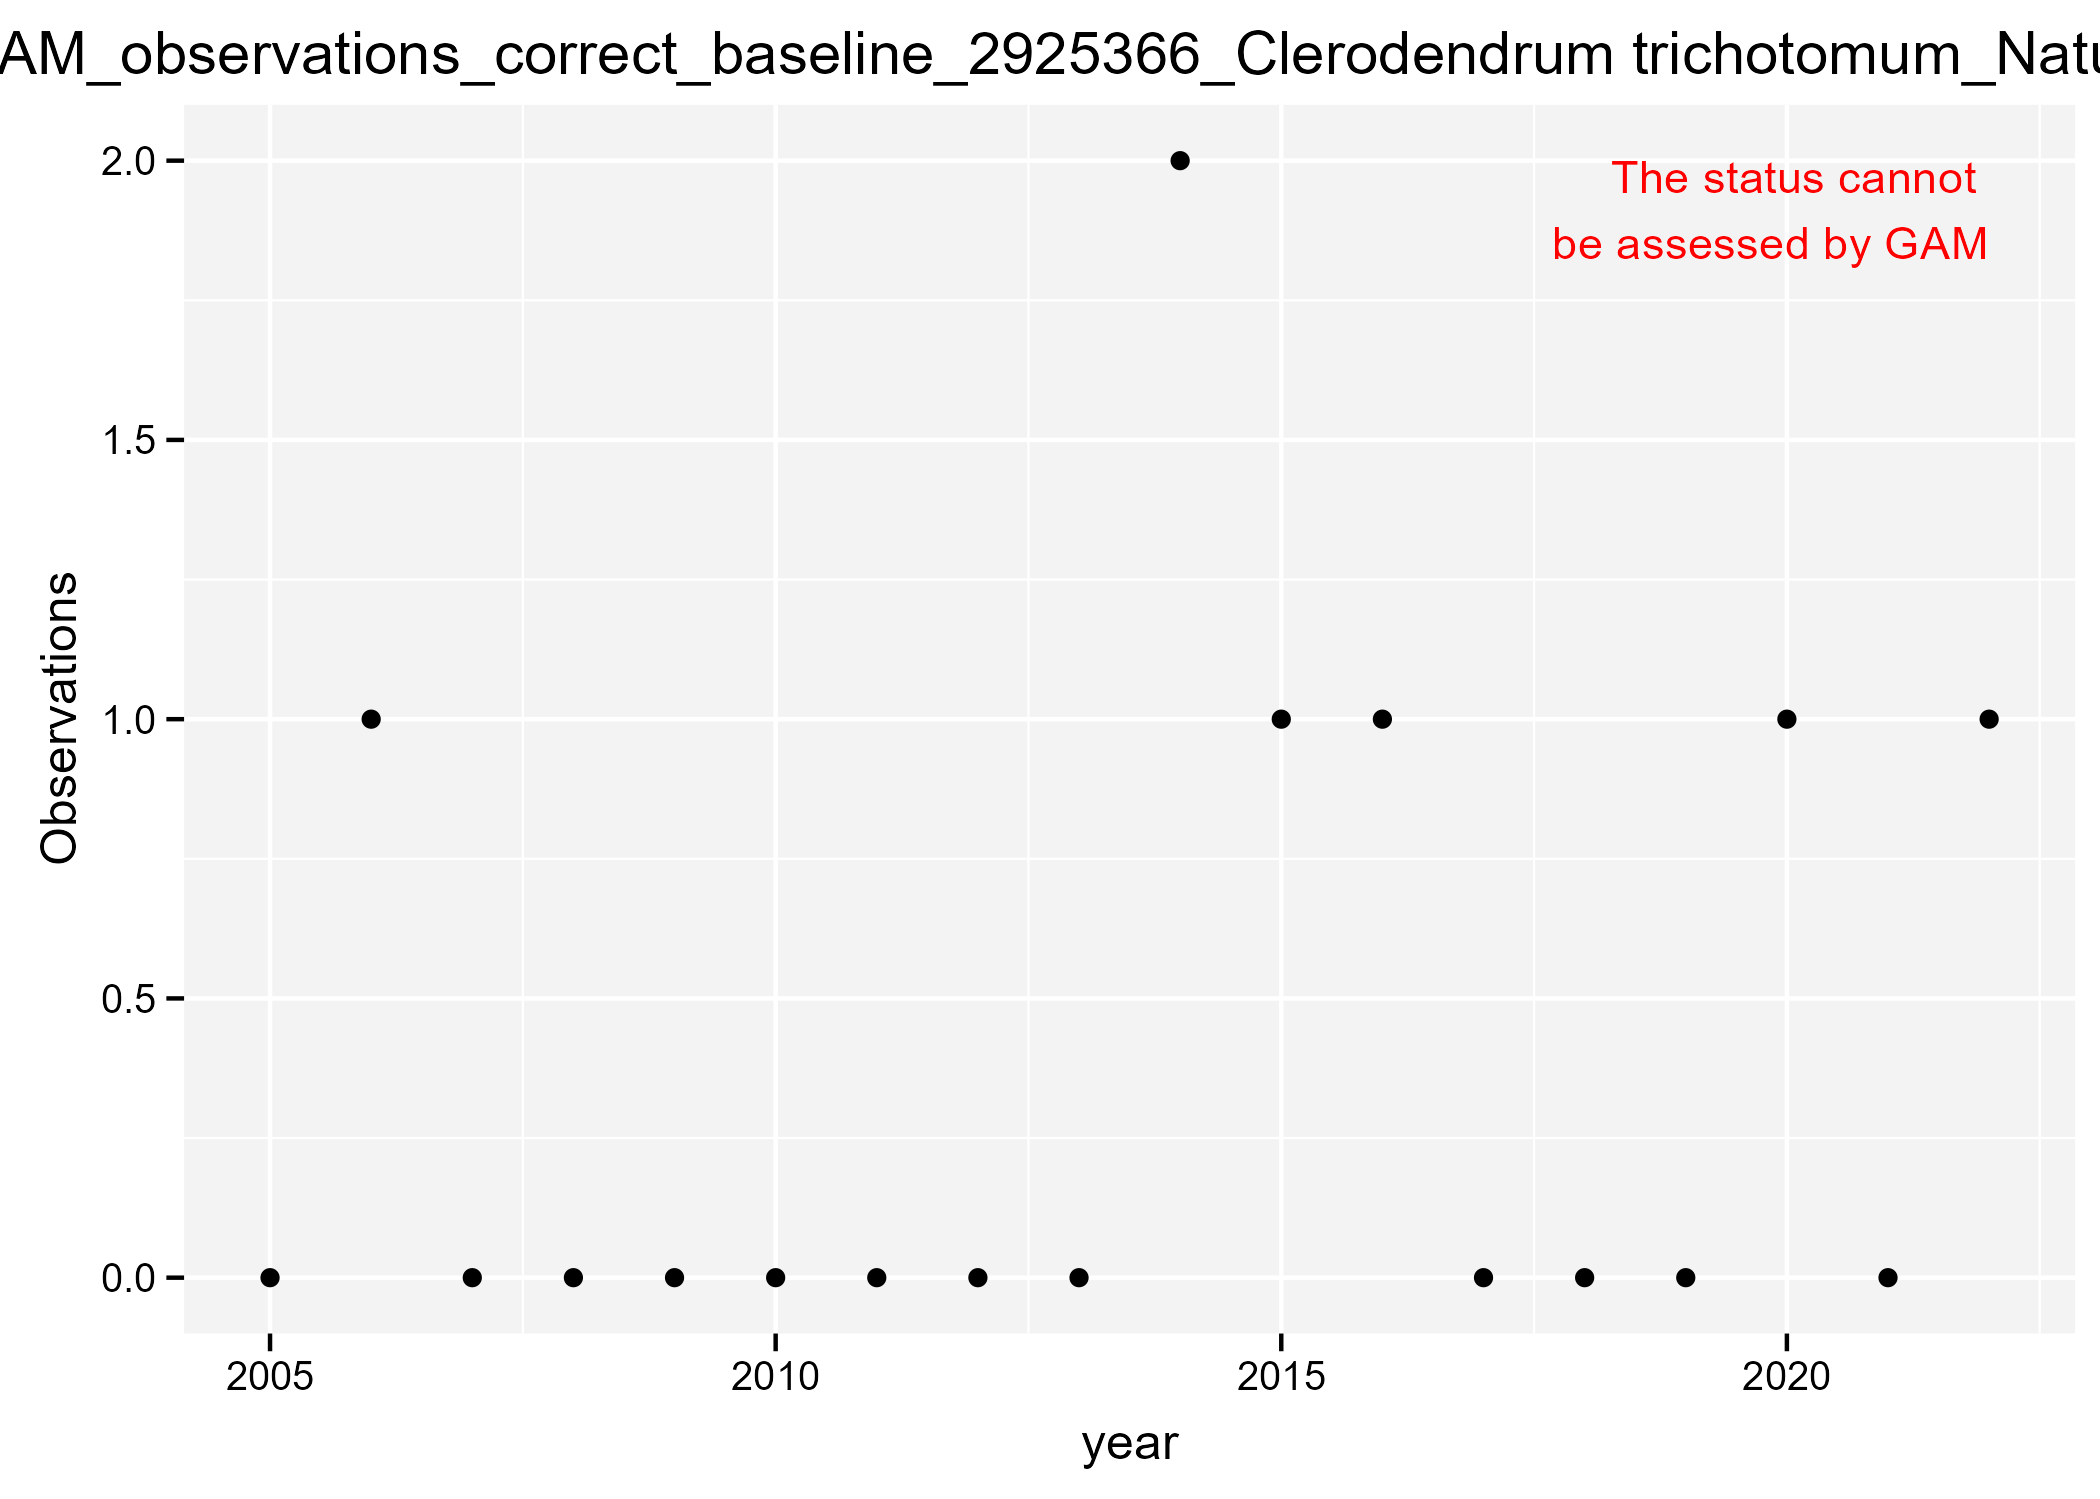 AM_observations_correct_baseline_2925366_Clerodendrum trichotomum_Natu
2.0
The status cannot
be assessed by GAM
1.5
1.0
0.5
0.0
Observations
2005 2010 2015 2020
year